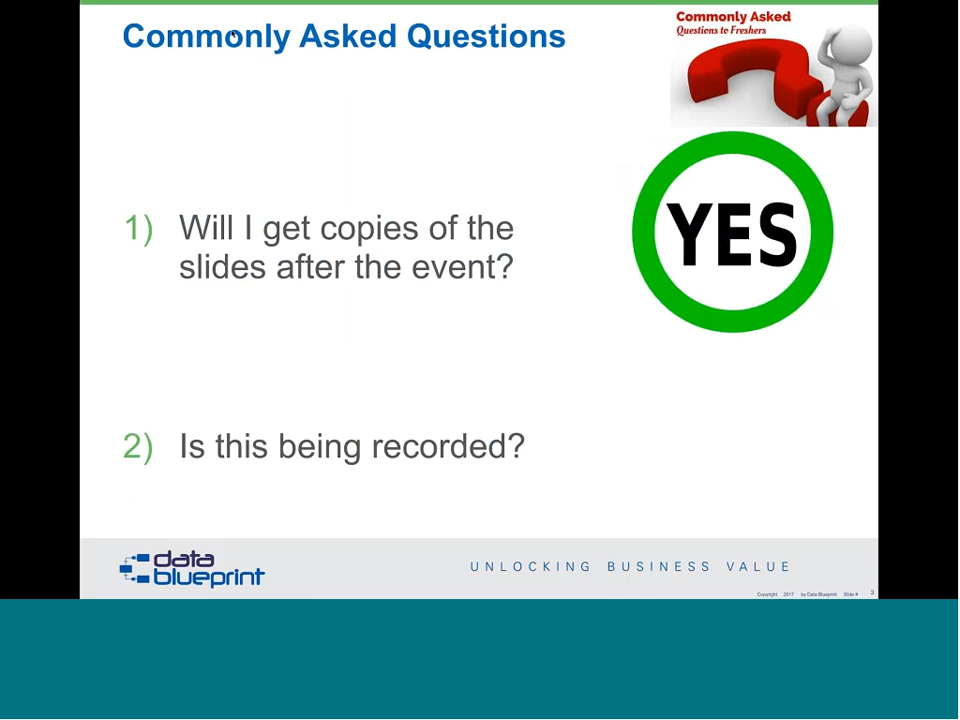 Commonly Asked Questions
Commonly Asked
Questions to Freshers
1) Will I get copies of the
slides after the event?
YES
2) Is this being recorded?
data
blueprint
UNLOCKING BUSINESS VALUE
Copyright 2017 by Data Blueprint Slide # 3